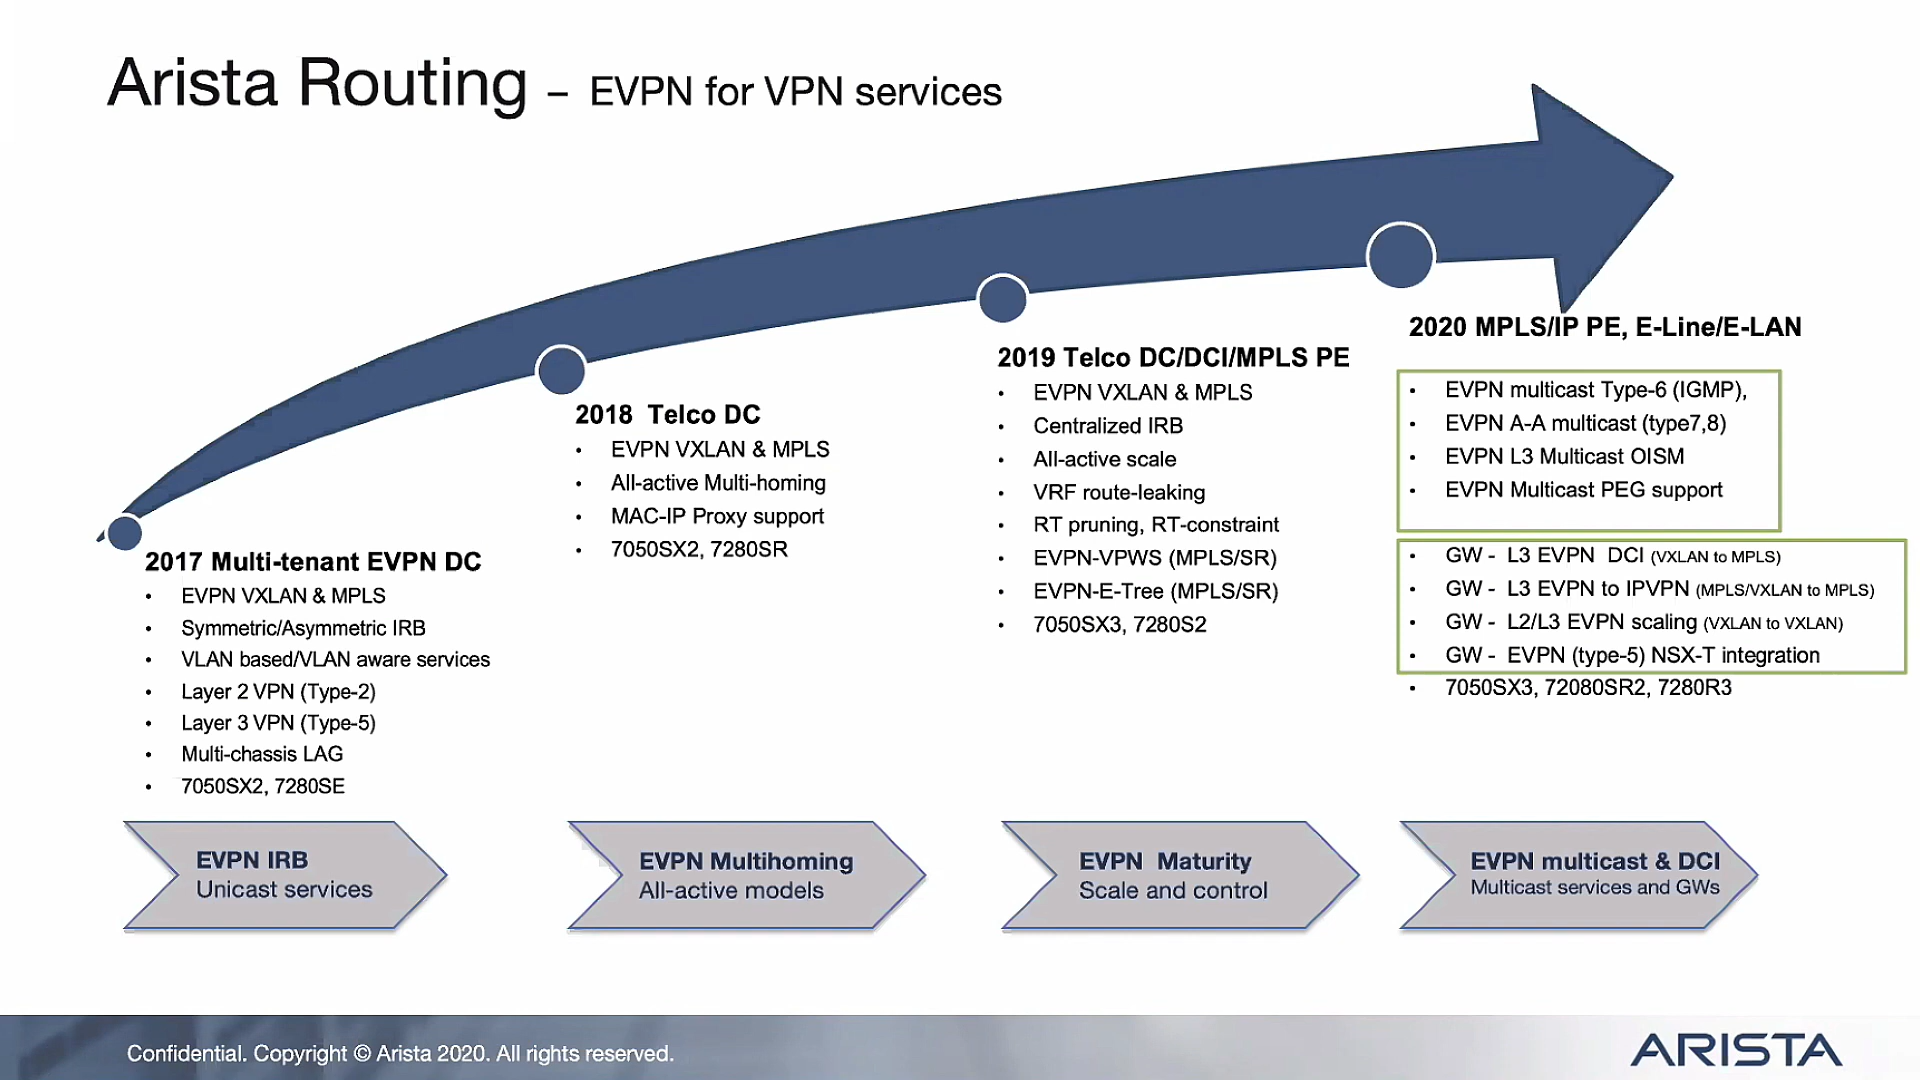 Arista Routing – EVPN for VPN services
2017 Multi-tenant EVPN DC
• EVPN VXLAN & MPLS
• Symmetric/Asymmetric IRB
• VLAN based/VLAN aware services
• Layer 2 VPN (Type-2)
• Layer 3 VPN (Type-5)
• Multi-chassis LAG
• 7050SX2, 7280SE
2018 Telco DC
• EVPN VXLAN & MPLS
• All-active Multi-homing
• MAC-IP Proxy support
• 7050SX2, 7280SR
2019 Telco DC/DCI/MPLS PE
• EVPN VXLAN & MPLS
• Centralized IRB
• All-active scale
• VRF route-leaking
• RT pruning, RT-constraint
• EVPN-VPWS (MPLS/SR)
• EVPN-E-Tree (MPLS/SR)
• 7050SX3, 7280S2
2020 MPLS/IP PE, E-Line/E-LAN
• EVPN multicast Type-6 (IGMP),
• EVPN A-A multicast (type7,8)
• EVPN L3 Multicast OISM
• EVPN Multicast PEG support
• GW - L3 EVPN DCI (VXLAN to MPLS)
• GW - L3 EVPN to IPVPN (MPLS/VXLAN to MPLS)
• GW - L2/L3 EVPN scaling (VXLAN to VXLAN)
• GW - EVPN (type-5) NSX-T integration
• 7050SX3, 72080SR2, 7280R3
EVPN IRB
Unicast services
EVPN Multihoming
All-active models
EVPN Maturity
Scale and control
EVPN multicast & DCI
Multicast services and GWs
Confidential. Copyright © Arista 2020. All rights reserved.
ARISTA